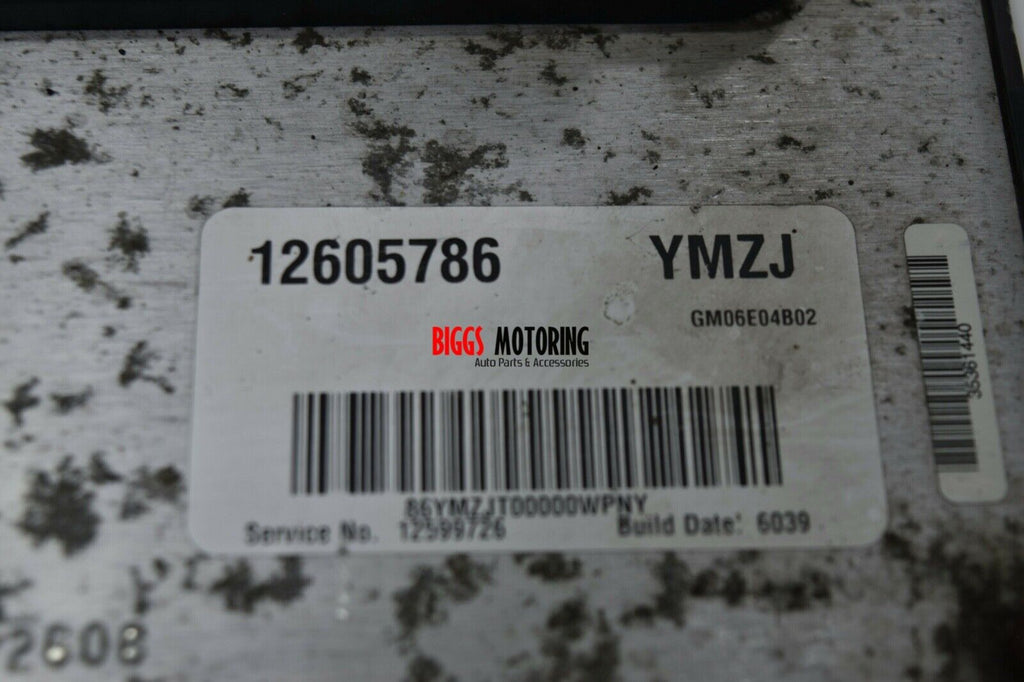 12605786 YMZJ
GM06E04B02
BIGGS MOTORING
Auto Parts & Accessories
86YMZJT00000WPNY
Service No. 12599726 Build Date: 6039
35361440
2608